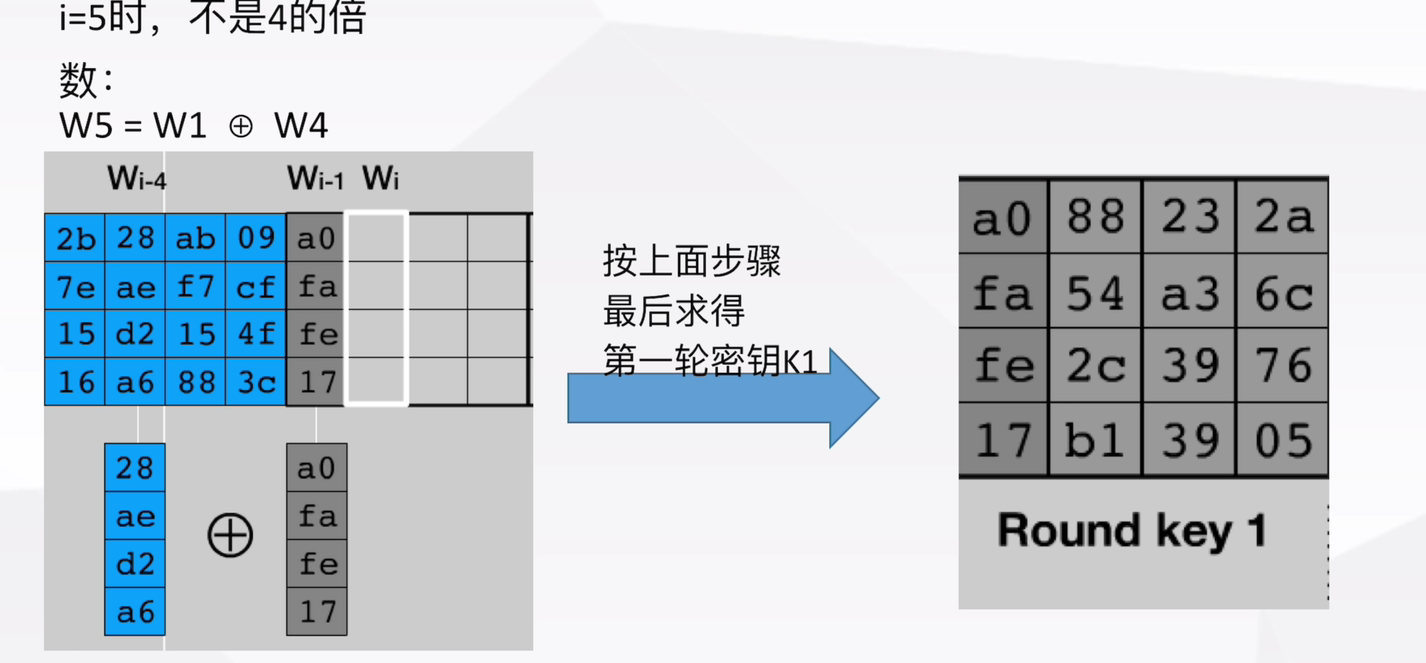 i=5时，不是4的倍
数：
W5 = W1 ⊕ W4
Wi-4 Wi-1 Wi
2b 28 ab 09 a0
7e ae f7 cf fa
15 d2 15 4f fe
16 a6 88 3c 17
28 a0
ae fa
⊕
d2 fe
a6 17
按上面步骤
最后求得
第一轮密钥K1
a0 88 23 2a
fa 54 a3 6c
fe 2c 39 76
17 b1 39 05
Round key 1